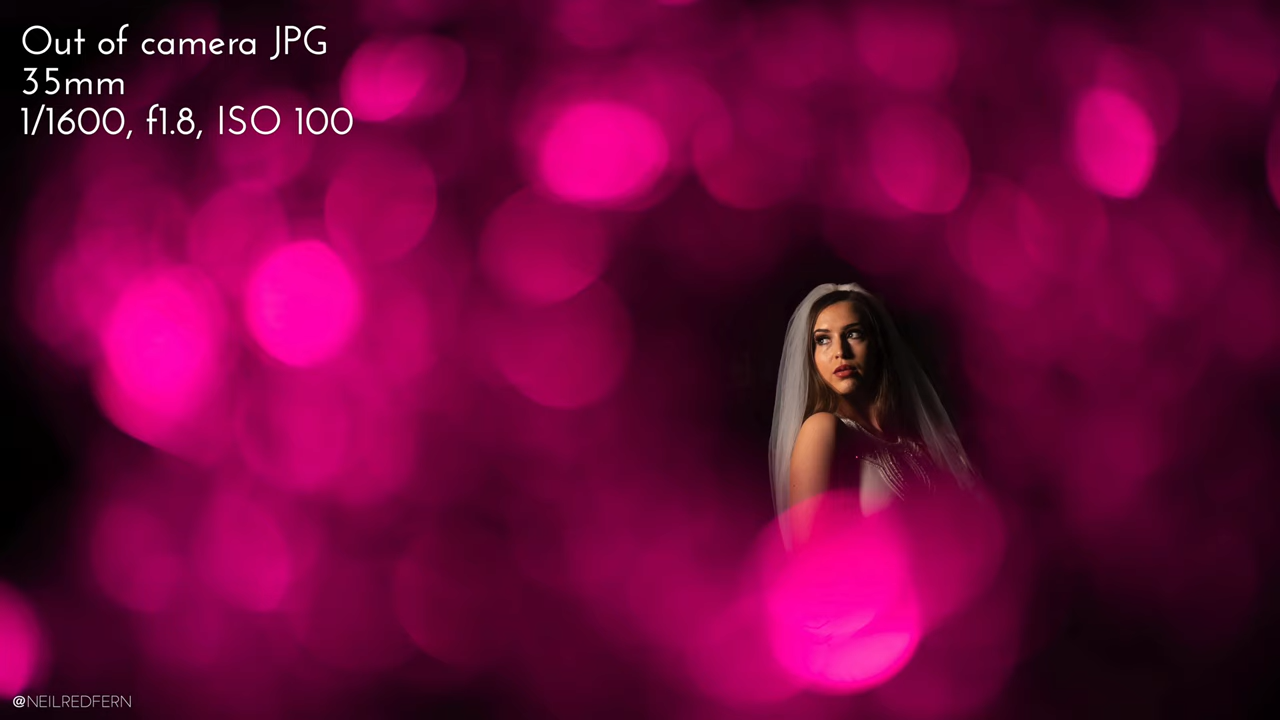 Out of camera JPG
35mm
1/1600, f1.8, ISO 100
@NEILREDFERN